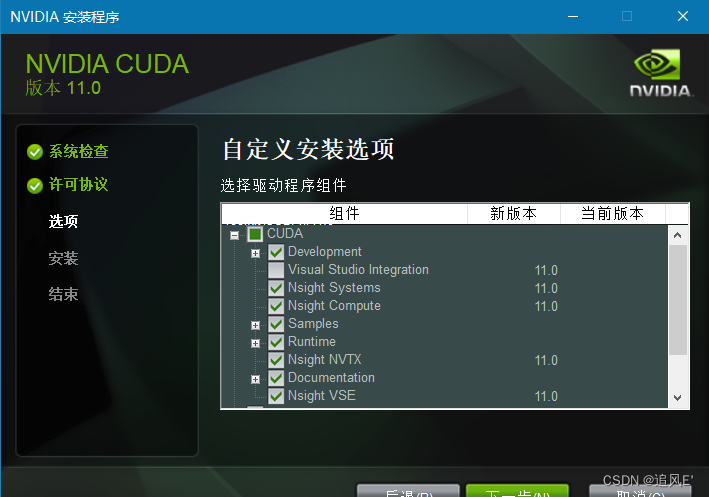 NVIDIA 安装程序
NVIDIA CUDA
版本 11.0
NVIDIA.
系统检查
许可协议
选项
安装
结束
自定义安装选项
选择驱动程序组件
组件 新版本 当前版本
CUDA
Development
Visual Studio Integration 11.0
Nsight Systems 11.0
Nsight Compute 11.0
Samples
Runtime
Nsight NVTX 11.0
Documentation
Nsight VSE 11.0
后退(B) 下一步(N) 取消(C)
CSDN @追风E'